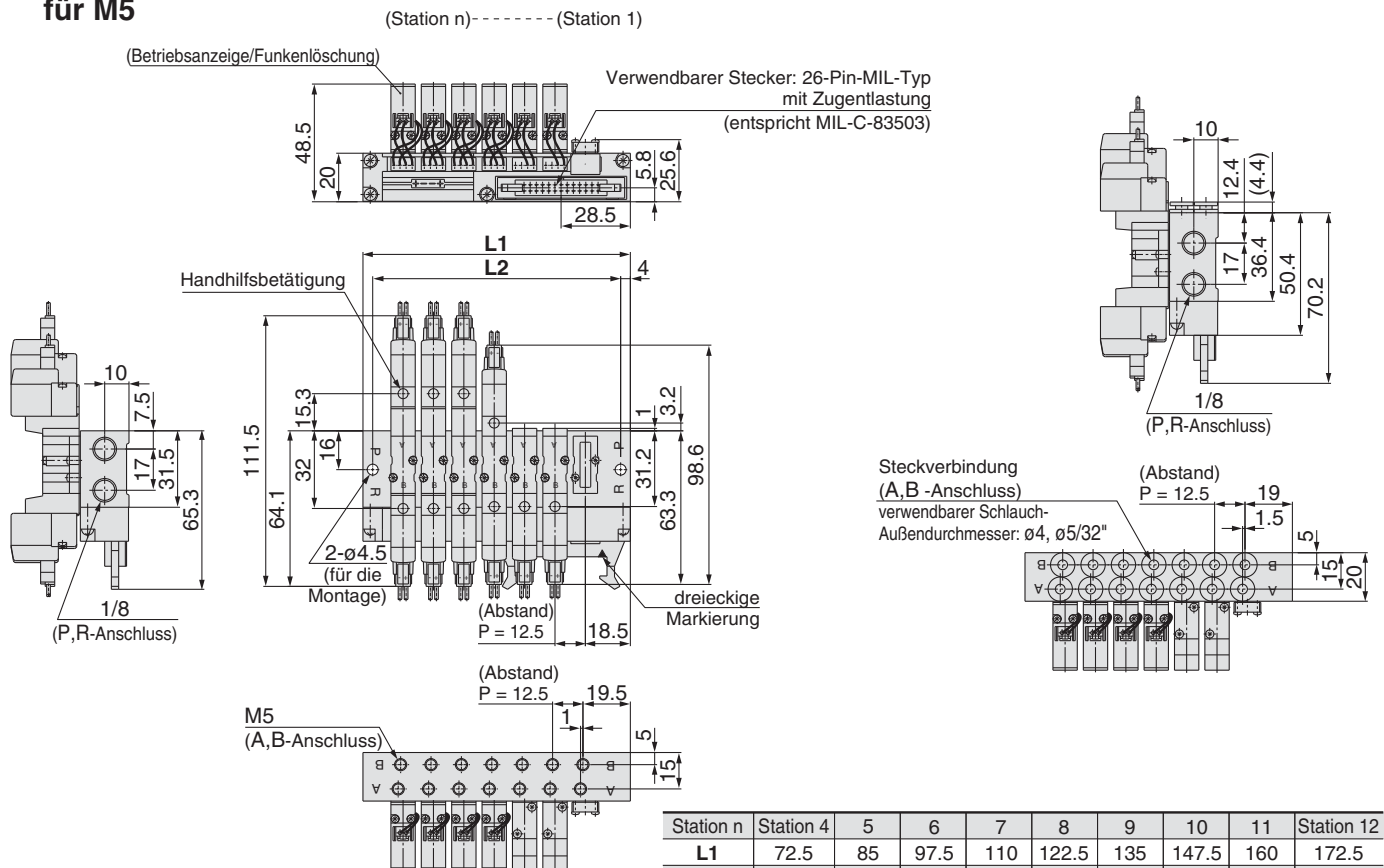 für M5
(Station n)--------(Station 1)
(Betriebsanzeige/Funkenlöschung)
Verwendbarer Stecker: 26-Pin-MIL-Typ
mit Zugentlastung
(entspricht MIL-C-83503)
48.5
20
5.8
25.6
28.5
L1
L2
4
Handhilfsbetätigung
111.5
15.3
16
32
64.1
P
R
A
B
P
R
1
3.2
31.2
63.3
98.6
2-ø4.5
(für die
Montage)
(Abstand)
P = 12.5
18.5
dreieckige
Markierung
10
7.5
17
31.5
65.3
1/8
(P,R-Anschluss)
10
12.4
(4.4)
17
36.4
50.4
70.2
1/8
(P,R-Anschluss)
Steckverbindung
(A,B -Anschluss)
verwendbarer Schlauch-
Außendurchmesser: ø4, ø5/32"
(Abstand)
P = 12.5
19
1.5
5
15
20
B
B
A
A
(Abstand)
P = 12.5
19.5
M5
(A,B-Anschluss)
1
5
15
B
B
A
A
Station n Station 4 5 6 7 8 9 10 11 Station 12
L1 72.5 85 97.5 110 122.5 135 147.5 160 172.5